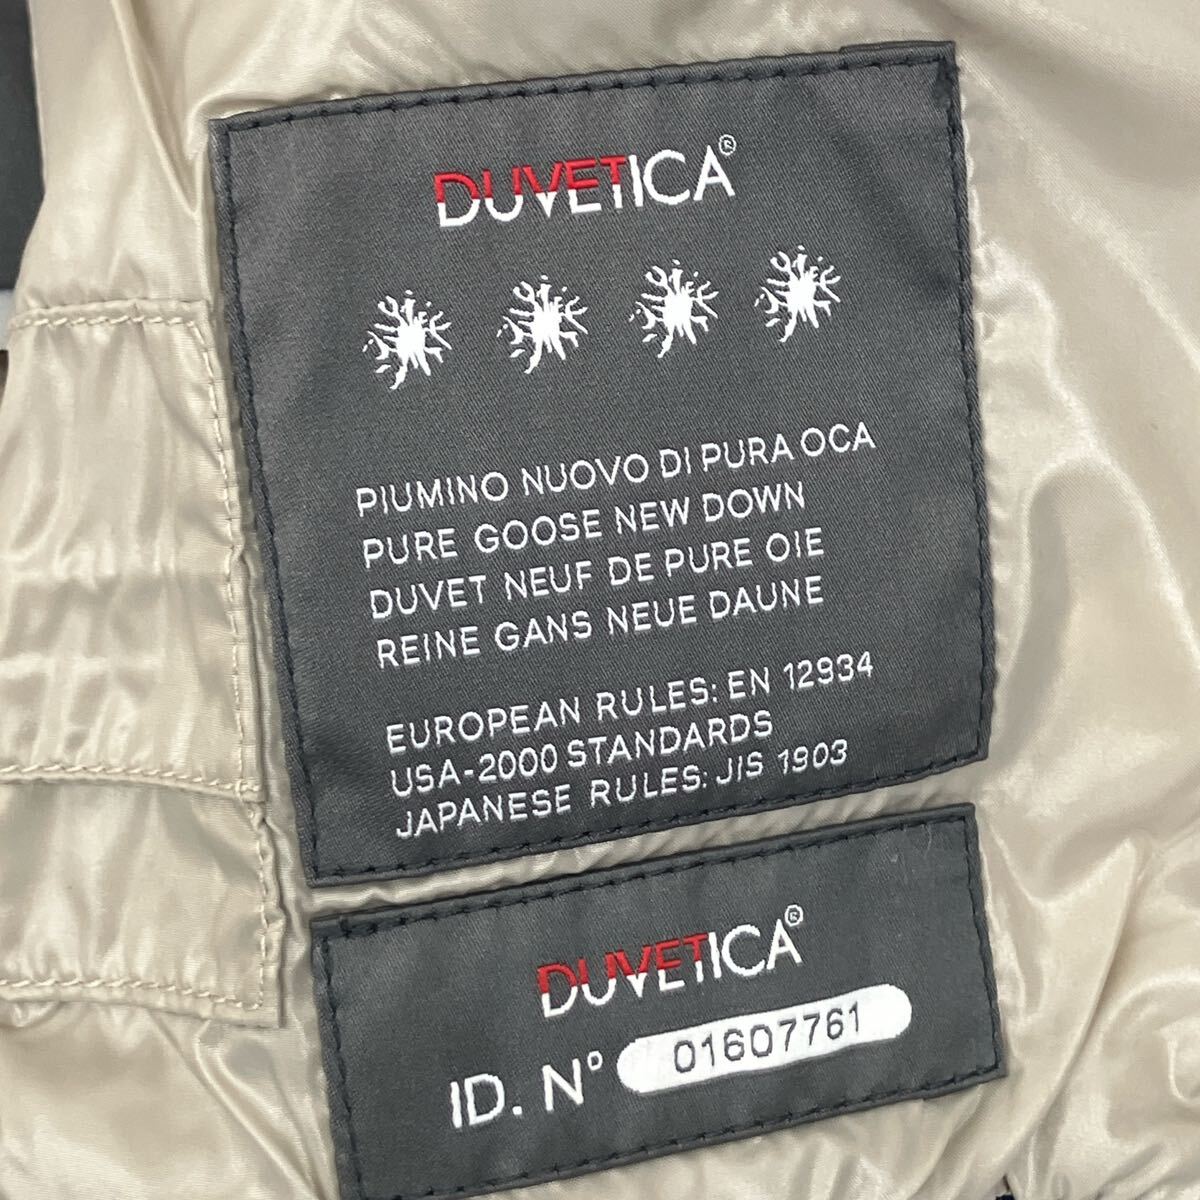 DUVETICA®
PIUMINO NUOVO DI PURA OCA
PURE GOOSE NEW DOWN
DUVET NEUF DE PURE OIE
REINE GANS NEUE DAUNE
EUROPEAN RULES: EN 12934
USA-2000 STANDARDS
JAPANESE RULES: JIS 1903
DUVETICA®
ID. Nº 01607761